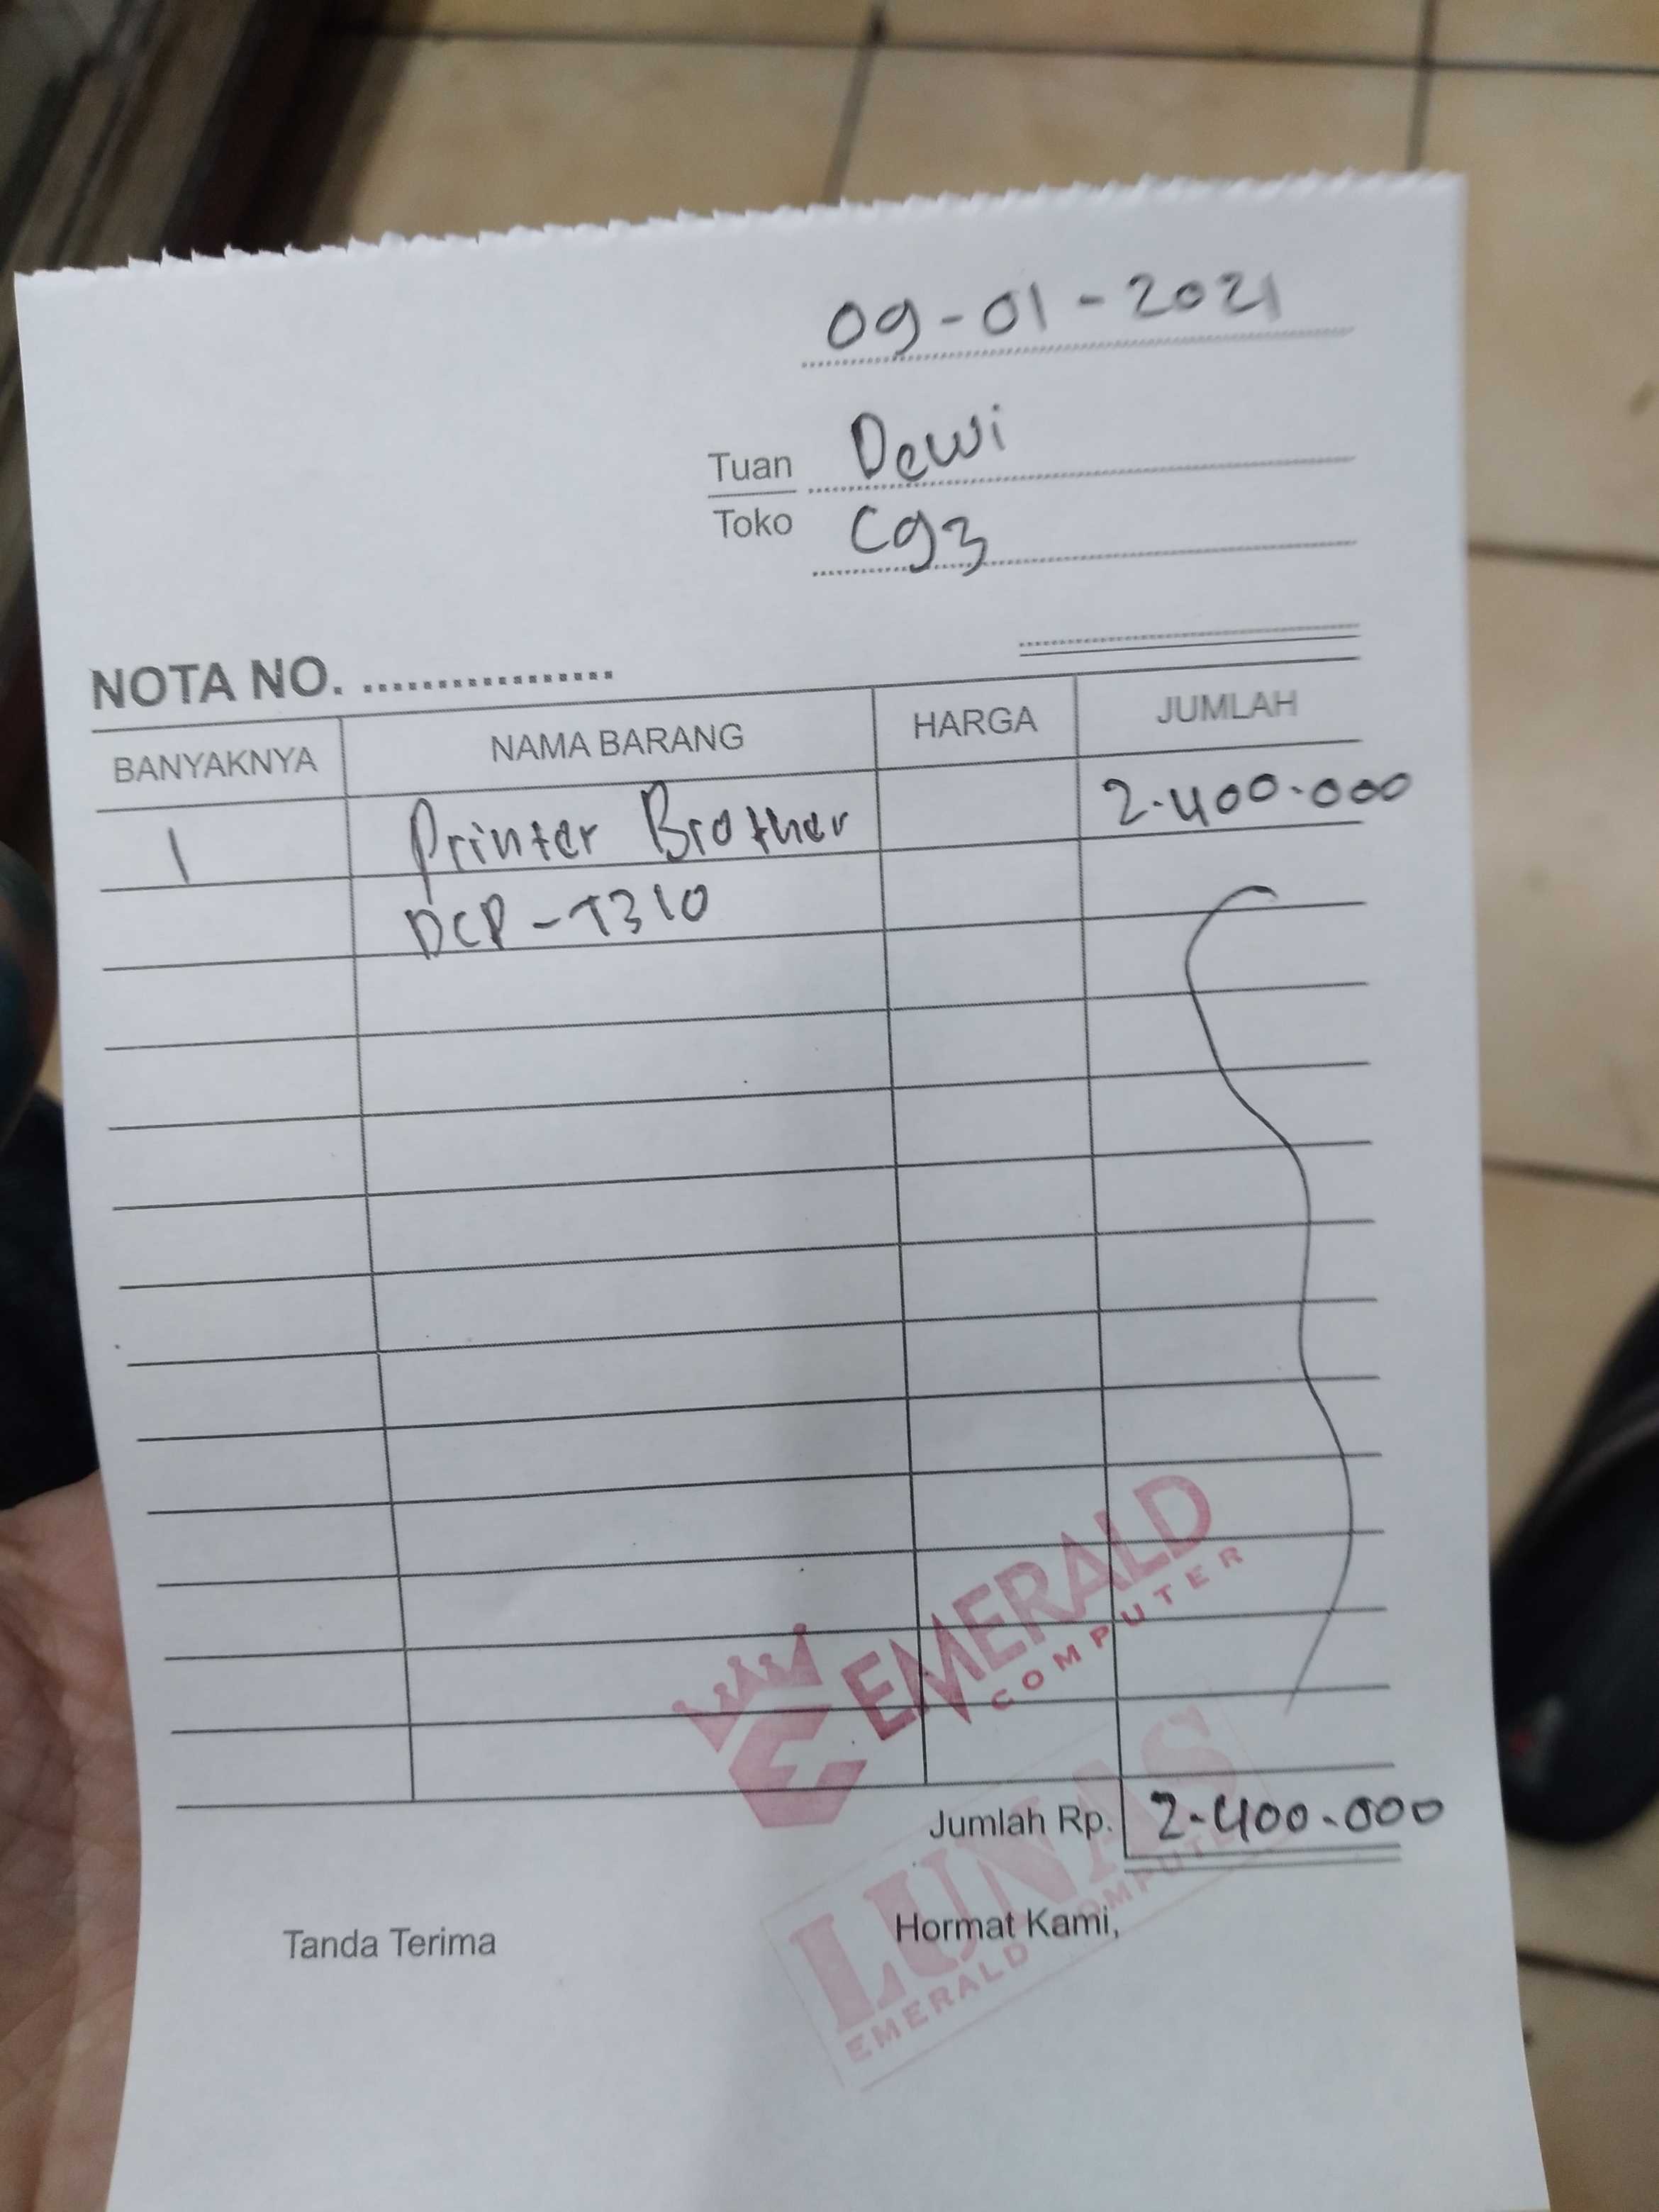 09-01-2021
Tuan Dewi
Toko Cg3
NOTA NO. ..................
BANYAKNYA NAMA BARANG HARGA JUMLAH
1 Printer Brother 2.400.000
DCP-T310
EMERALD
COMPUTER
Jumlah Rp. 2.400.000
LUNAS
EMERALD COMPUTER
Tanda Terima Hormat Kami,